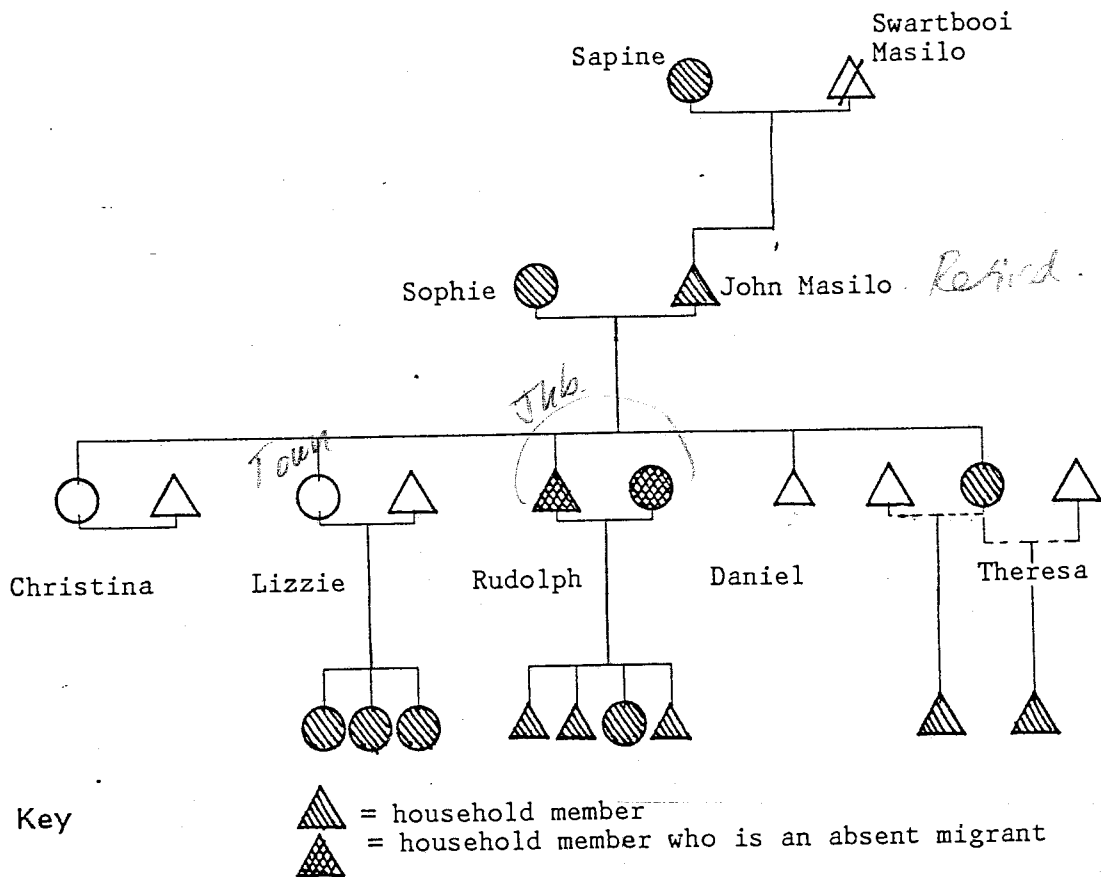 Swartbooi
Sapine Masilo
Sophie John Masilo Retird.
Jhb.
Town
Christina Lizzie Rudolph Daniel Theresa
Key
= household member
= household member who is an absent migrant